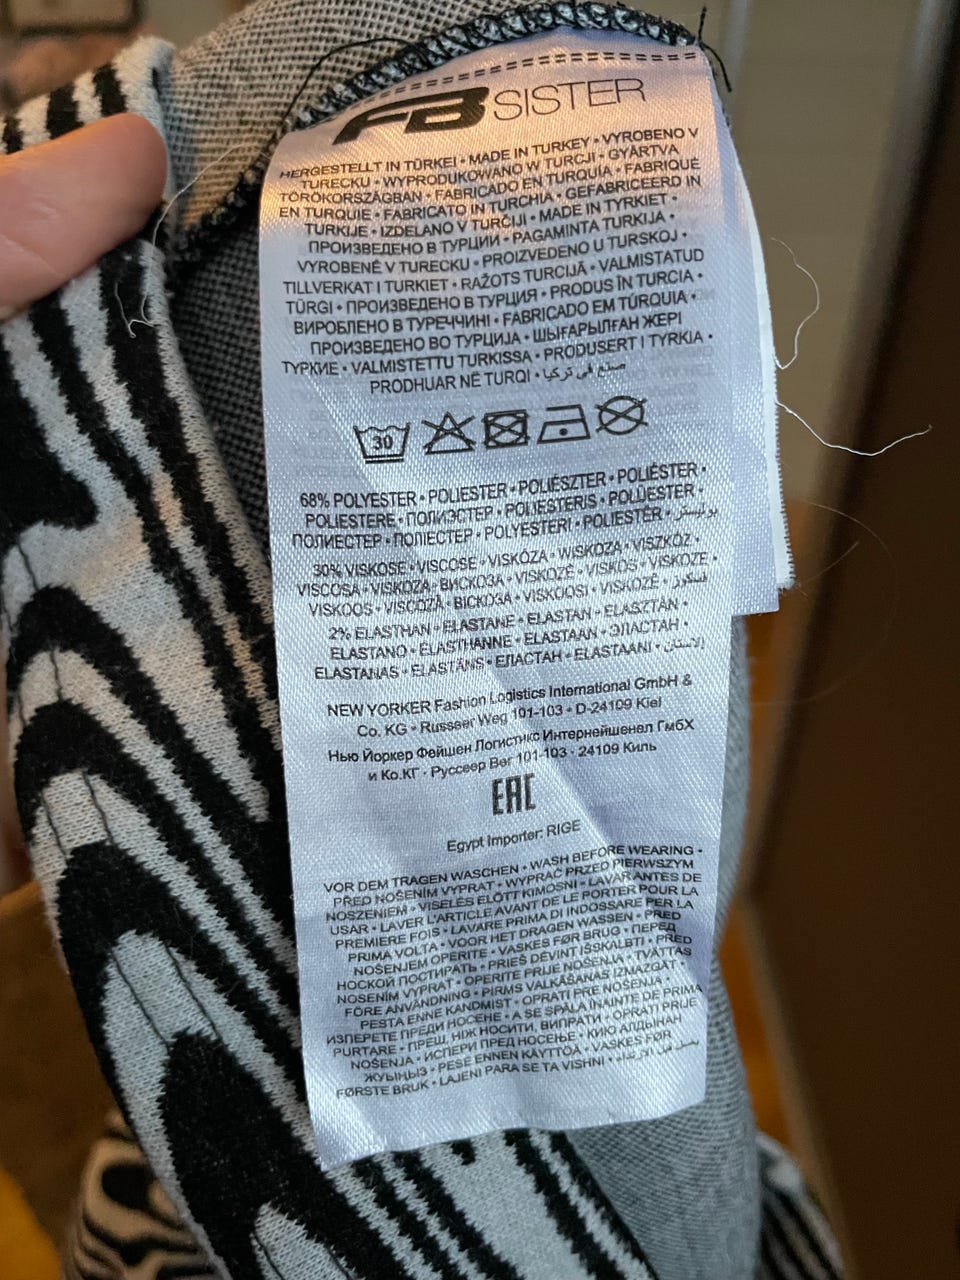 FB SISTER
HERGESTELLT IN TÜRKEI • MADE IN TURKEY • VYROBENO V
TURECKU • WYPRODUKOWANO W TURCJI • GYÁRTVA
TÖRÖKORSZÁGBAN • FABRICADO EN TURQUÍA • FABRIQUÉ
EN TURQUIE • FABRICATO IN TURCHIA • GEFABRICEERD IN
TURKIJE • IZDELANO V TURČIJI • MADE IN TYRKIET •
ПРОИЗВЕДЕНО В ТУРЦИИ • PAGAMINTA TURKIJA •
VYROBENÉ V TURECKU • PROIZVEDENO U TURSKOJ •
TILLVERKAT I TURKIET • RAŽOTS TURCIJĀ • VALMISTATUD
TÜRGI • ПРОИЗВЕДЕНО В ТУРЦИЯ • PRODUS ÎN TURCIA •
ВИРОБЛЕНО В ТУРЕЧЧИНІ • FABRICADO EM TÚRQUIA •
ПРОИЗВЕДЕНО ВО ТУРЦИЈА • ШЫҒАРЫЛҒАН ЖЕРІ
ТҮРКИЕ • VALMISTETTU TURKISSA • PRODUSERT I TYRKIA •
PRODHUAR NË TURQI • صنع في تركيا
30
68% POLYESTER • POLIESTER • POLIÉSZTER • POLIÉSTER •
POLIESTERE • ПОЛИЭСТЕР • POLIESTERIS • POLÜESTER •
ПОЛИЕСТЕР • ПОЛІЕСТЕР • POLYESTERI • POLIESTËR • بوليستر
30% VISKOSE • VISCOSE • VISKÓZA • WISKOZA • VISZKÓZ •
VISCOSA • VISKOZA • ВИСКОЗА • VISKOZĖ • VISKOS • VISKOZE •
VISKOOS • VISCOZĂ • ВІСКОЗА • VISKOOSI • VISKOZË • فسكوز
2% ELASTHAN • ELASTANE • ELASTAN • ELASZTÁN •
ELASTANO • ELASTHANNE • ELASTAAN • ЭЛАСТАН •
ELASTANAS • ELASTĀNS • ЕЛАСТАН • ELASTAANI • الاستان
NEW YORKER Fashion Logistics International GmbH &
Co. KG • Russeer Weg 101-103 • D-24109 Kiel
Нью Йоркер Фейшен Логистикс Интернейшенел ГмбХ
и Ко.КГ • Руссеер Вег 101-103 • 24109 Киль
EAC
Egypt Importer: RIGE
VOR DEM TRAGEN WASCHEN • WASH BEFORE WEARING •
PŘED NOŠENÍM VYPRAT • WYPRAĆ PRZED PIERWSZYM
NOSZENIEM • VISELÉS ELŐTT KIMOSNI • LAVAR ANTES DE
USAR • LAVER L'ARTICLE AVANT DE LE PORTER POUR LA
PREMIERE FOIS • LAVARE PRIMA DI INDOSSARE PER LA
PRIMA VOLTA • VOOR HET DRAGEN WASSEN • PRED
NOŠENJEM OPERITE • VASKES FØR BRUG • ПЕРЕД
НОСКОЙ ПОСТИРАТЬ • PRIEŠ DĖVINT IŠSKALBTI • PRED
NOSENÍM VYPRAŤ • OPERITE PRIJE NOŠENJA • TVÄTTAS
FÖRE ANVÄNDNING • PIRMS VALKĀŠANAS IZMAZGĀT •
PESTA ENNE KANDMIST • OPRATI PRE NOŠENJA •
ИЗПЕРЕТЕ ПРЕДИ НОСЕНЕ • A SE SPĂLA ÎNAINTE DE PRIMA
PURTARE • ПРЕШ, НІЖ НОСИТИ, ВИПРАТИ • OPRATI PRIJE
NOŠENJA • ИСПЕРИ ПРЕД НОСЕЊЕ • КИЮ АЛДЫНАН
ЖУЫҢЫЗ • PESE ENNEN KÄYTTÖÄ • VASKES FØR
FØRSTE BRUK • LAJENI PARA SE TA VISHNI •